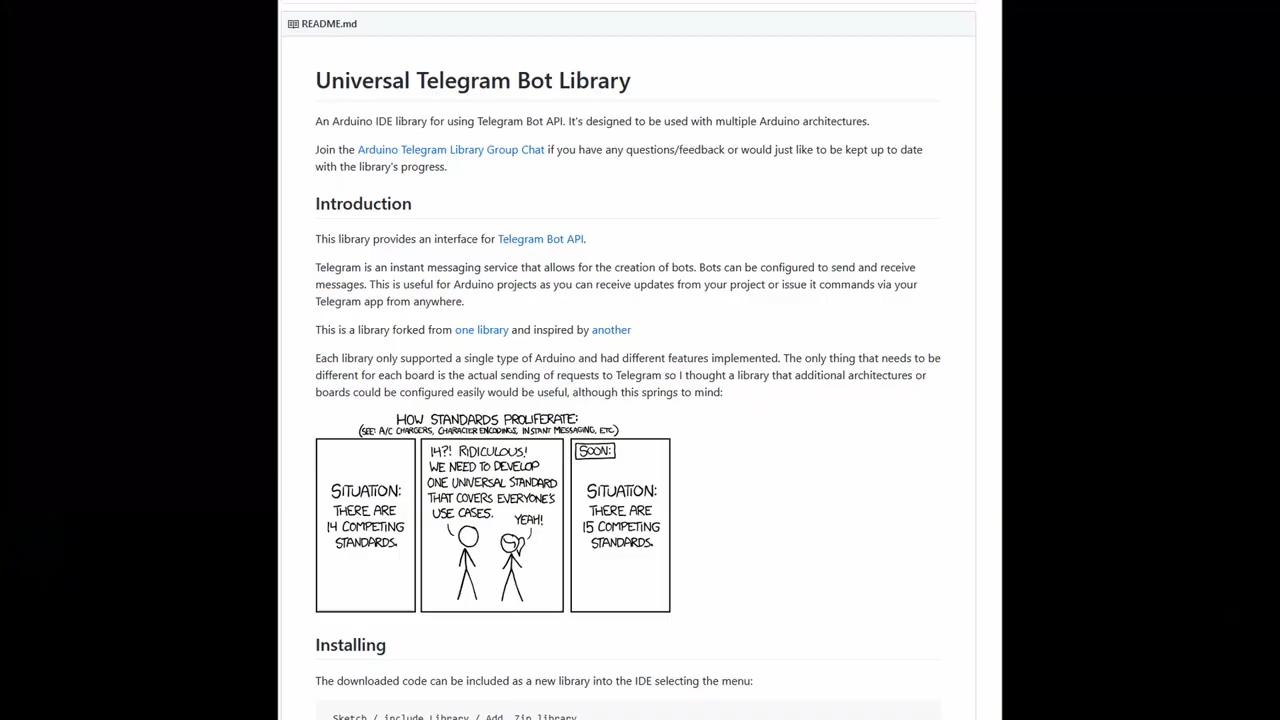 README.md
Universal Telegram Bot Library
An Arduino IDE library for using Telegram Bot API. It's designed to be used with multiple Arduino architectures.
Join the Arduino Telegram Library Group Chat if you have any questions/feedback or would just like to be kept up to date
with the library's progress.
Introduction
This library provides an interface for Telegram Bot API.
Telegram is an instant messaging service that allows for the creation of bots. Bots can be configured to send and receive
messages. This is useful for Arduino projects as you can receive updates from your project or issue it commands via your
Telegram app from anywhere.
This is a library forked from one library and inspired by another
Each library only supported a single type of Arduino and had different features implemented. The only thing that needs to be
different for each board is the actual sending of requests to Telegram so I thought a library that additional architectures or
boards could be configured easily would be useful, although this springs to mind:
HOW STANDARDS PROLIFERATE:
(SEE: A/C CHARGERS, CHARACTER ENCODINGS, INSTANT MESSAGING, ETC.)
SITUATION:
THERE ARE
14 COMPETING
STANDARDS.
14?! RIDICULOUS!
WE NEED TO DEVELOP
ONE UNIVERSAL STANDARD
THAT COVERS EVERYONE'S
USE CASES.
YEAH!
SOON:
SITUATION:
THERE ARE
15 COMPETING
STANDARDS.
Installing
The downloaded code can be included as a new library into the IDE selecting the menu:
Sketch / include Library / Add .Zip library